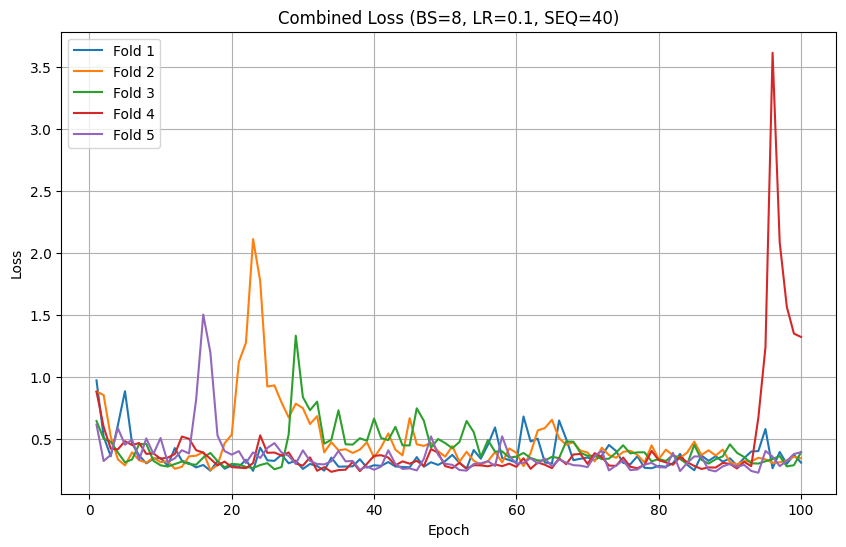 Combined Loss (BS=8, LR=0.1, SEQ=40)
Fold 1
Fold 2
Fold 3
Fold 4
Fold 5
3.5
3.0
2.5
2.0
1.5
1.0
0.5
Loss
0 20 40 60 80 100
Epoch